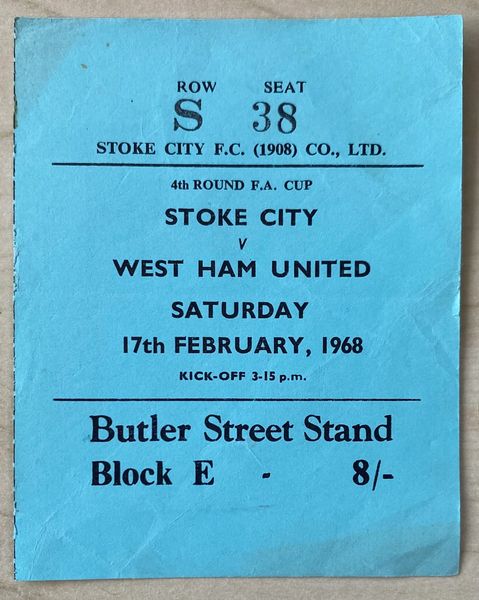 ROW SEAT
S 38
STOKE CITY F.C. (1908) CO., LTD.
4th ROUND F.A. CUP
STOKE CITY
v
WEST HAM UNITED
SATURDAY
17th FEBRUARY, 1968
KICK-OFF 3-15 p.m.
Butler Street Stand
Block E - 8/-